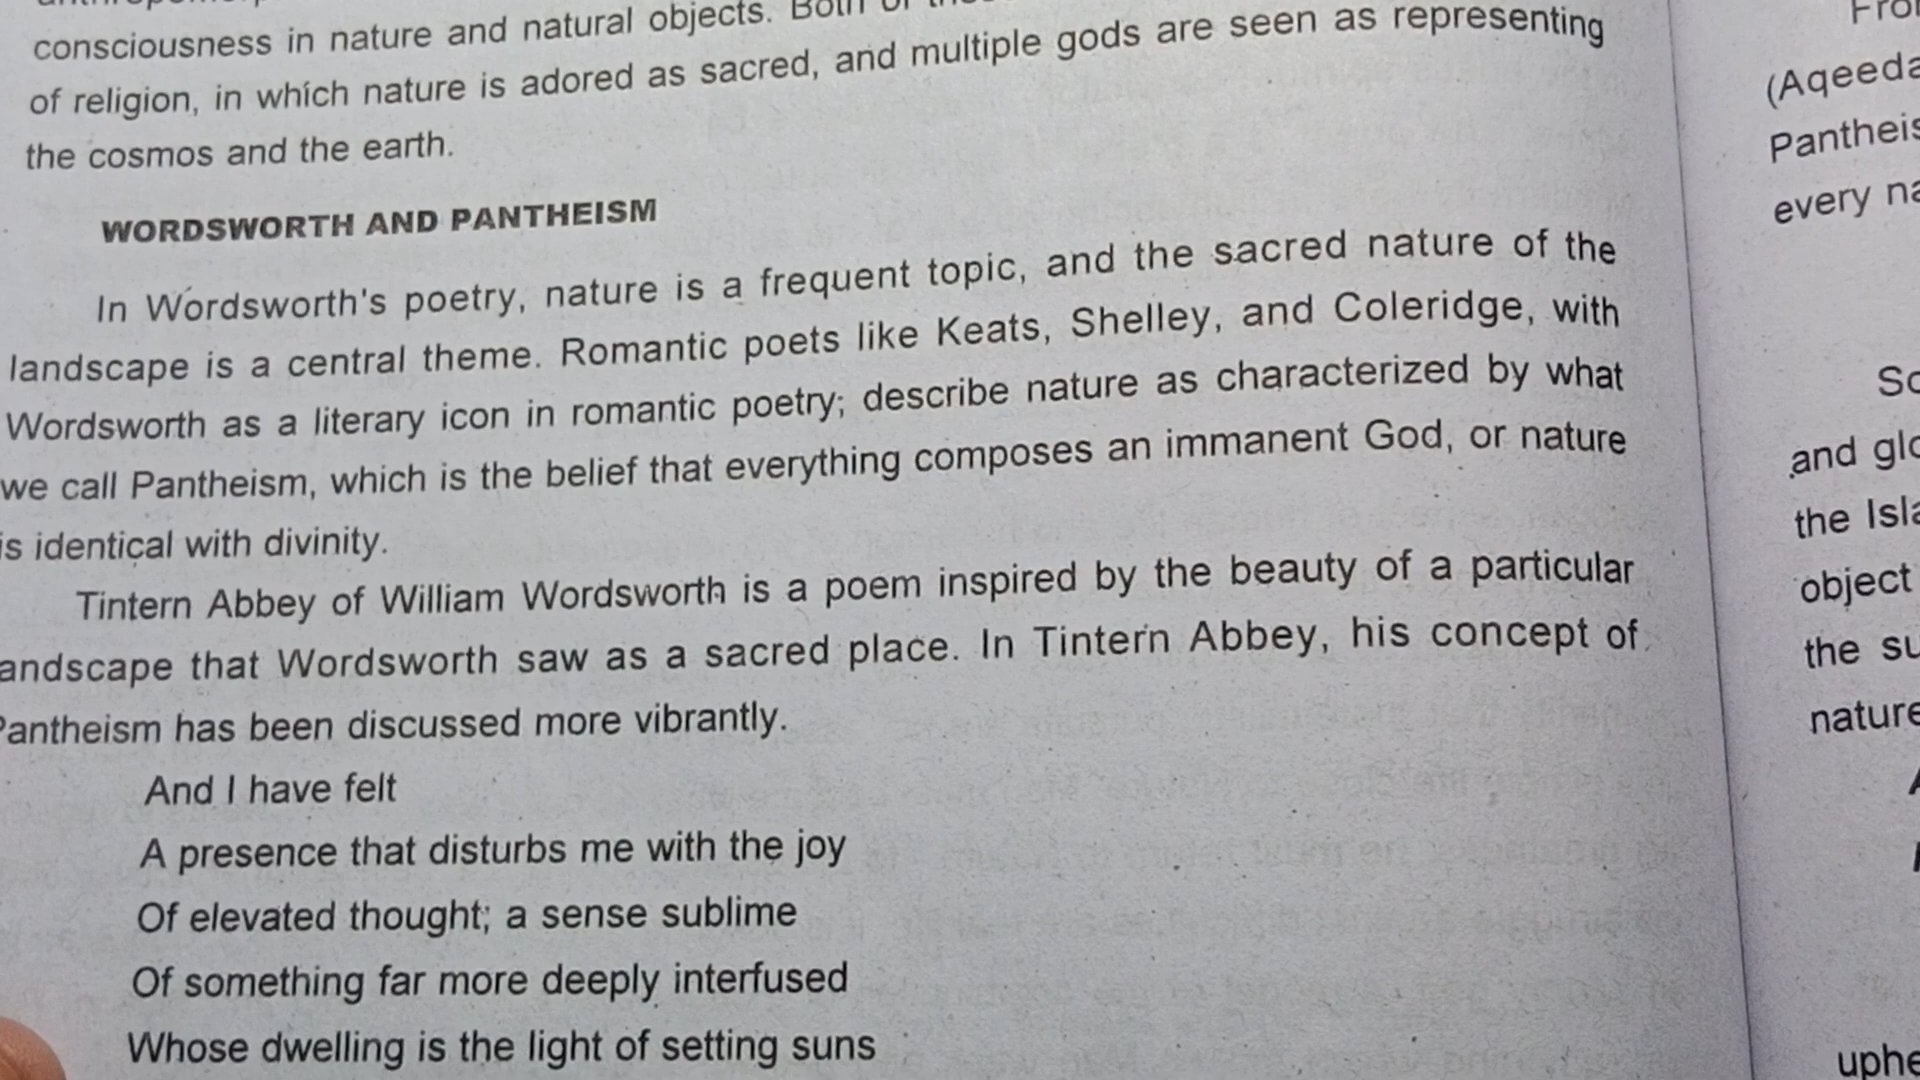 consciousness in nature and natural objects.
of religion, in which nature is adored as sacred, and multiple gods are seen as representing
the cosmos and the earth.
WORDSWORTH AND PANTHEISM
In Wordsworth's poetry, nature is a frequent topic, and the sacred nature of the
landscape is a central theme. Romantic poets like Keats, Shelley, and Coleridge, with
Wordsworth as a literary icon in romantic poetry; describe nature as characterized by what
we call Pantheism, which is the belief that everything composes an immanent God, or nature
is identical with divinity.
Tintern Abbey of William Wordsworth is a poem inspired by the beauty of a particular
andscape that Wordsworth saw as a sacred place. In Tintern Abbey, his concept of
Pantheism has been discussed more vibrantly.
And I have felt
A presence that disturbs me with the joy
Of elevated thought; a sense sublime
Of something far more deeply interfused
Whose dwelling is the light of setting suns
(Aqeeda
every
and
the
object
the
nature